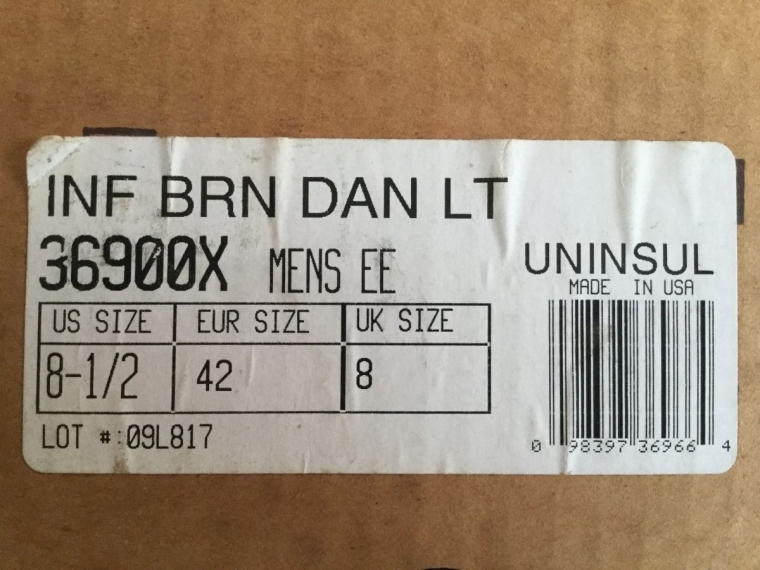 INF BRN DAN LT
36900X MENS EE
UNINSUL
MADE IN USA
US SIZE EUR SIZE UK SIZE
8-1/2 42 8
LOT #:09L817
0 98397 36966 4